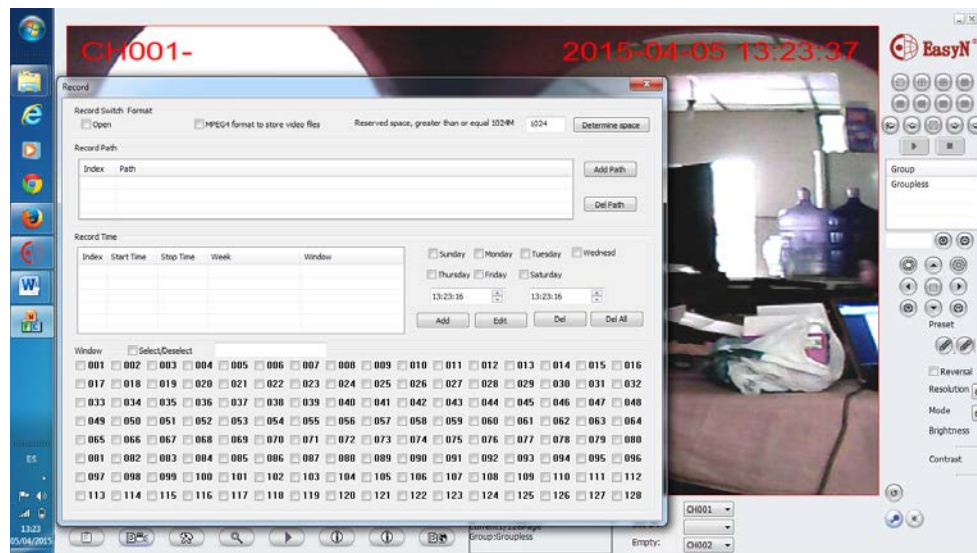 CH001-
2015-04-05 13:23:37
EasyN
Record
Record Switch Format
Open
MPEG4 format to store video files
Reserved space, greater than or equal 1024M
1024
Determine space
Record Path
Index Path
Add Path
Del Path
Record Time
Index Start Time Stop Time Week Window
Sunday Monday Tuesday Wednesd
Thursday Friday Saturday
13:23:16 13:23:16
Add Edit Del Del All
Window Select/Deselect
001 002 003 004 005 006 007 008 009 010 011 012 013 014 015 016
017 018 019 020 021 022 023 024 025 026 027 028 029 030 031 032
033 034 035 036 037 038 039 040 041 042 043 044 045 046 047 048
049 050 051 052 053 054 055 056 057 058 059 060 061 062 063 064
065 066 067 068 069 070 071 072 073 074 075 076 077 078 079 080
081 082 083 084 085 086 087 088 089 090 091 092 093 094 095 096
097 098 099 100 101 102 103 104 105 106 107 108 109 110 111 112
113 114 115 116 117 118 119 120 121 122 123 124 125 126 127 128
Group
Groupless
Preset
Reversal
Resolution
Mode
Brightness
Contrast
CH001
Group:Groupless
Empty:
CH002
ES
13:23
05/04/2015